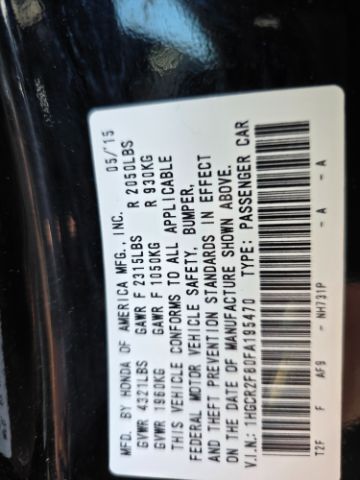 MFD. BY HONDA OF AMERICA MFG., INC. 05/'15
GVWR 4321LBS GAWR F 2315LBS R 2050LBS
GVWR 1960KG GAWR F 1050KG R 930KG
THIS VEHICLE CONFORMS TO ALL APPLICABLE
FEDERAL MOTOR VEHICLE SAFETY, BUMPER,
AND THEFT PREVENTION STANDARDS IN EFFECT
ON THE DATE OF MANUFACTURE SHOWN ABOVE.
V.I.N.: 1HGCR2F80FA195470 TYPE: PASSENGER CAR
T2F F AF9 - NH731P - A - A